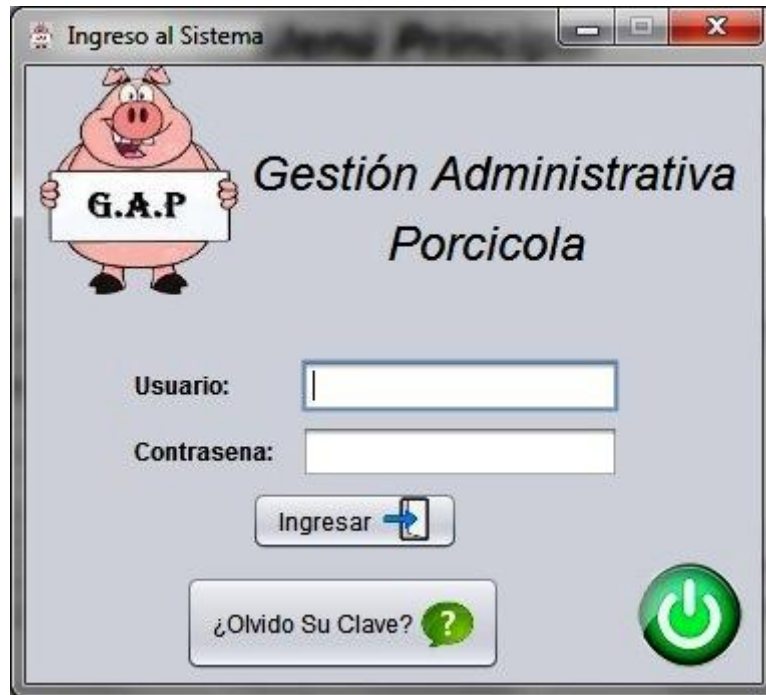 Ingreso al Sistema
G.A.P
Gestión Administrativa
Porcicola
Usuario:
Contrasena:
Ingresar
¿Olvido Su Clave? ?